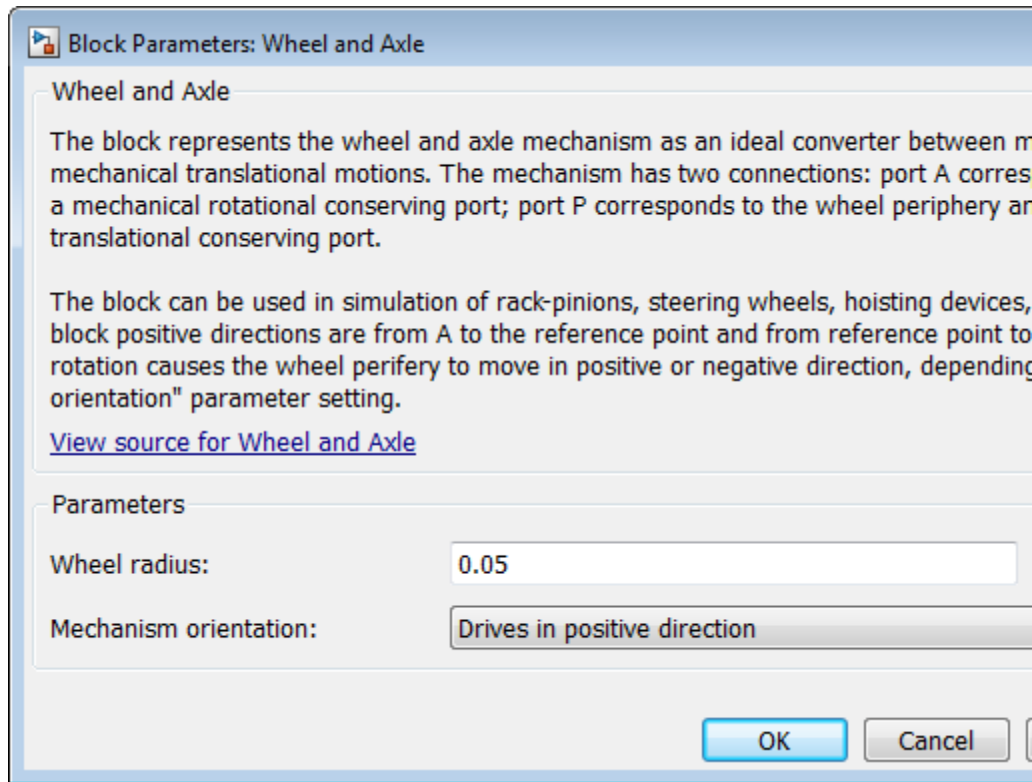 Block Parameters: Wheel and Axle
Wheel and Axle
The block represents the wheel and axle mechanism as an ideal converter between
mechanical translational motions. The mechanism has two connections: port A
a mechanical rotational conserving port; port P corresponds to the wheel periphery
translational conserving port.
The block can be used in simulation of rack-pinions, steering wheels, hoisting devices,
block positive directions are from A to the reference point and from reference point to
rotation causes the wheel perifery to move in positive or negative direction, depending
orientation" parameter setting.
View source for Wheel and Axle
Parameters
Wheel radius:
0.05
Mechanism orientation:
Drives in positive direction
OK
Cancel